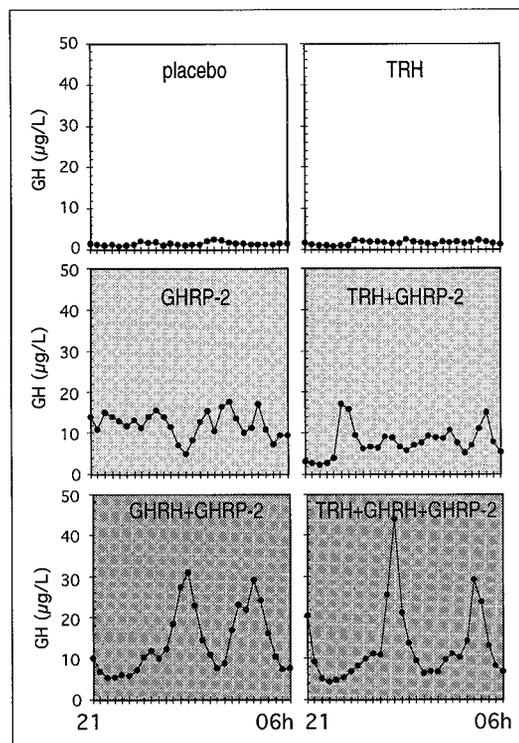 placebo
TRH
50
40
30
20
10
0
GH (µg/L)
GHRP-2
TRH+GHRP-2
50
40
30
20
10
0
GH (µg/L)
GHRH+GHRP-2
TRH+GHRH+GHRP-2
50
40
30
20
10
0
GH (µg/L)
21 06h
21 06h